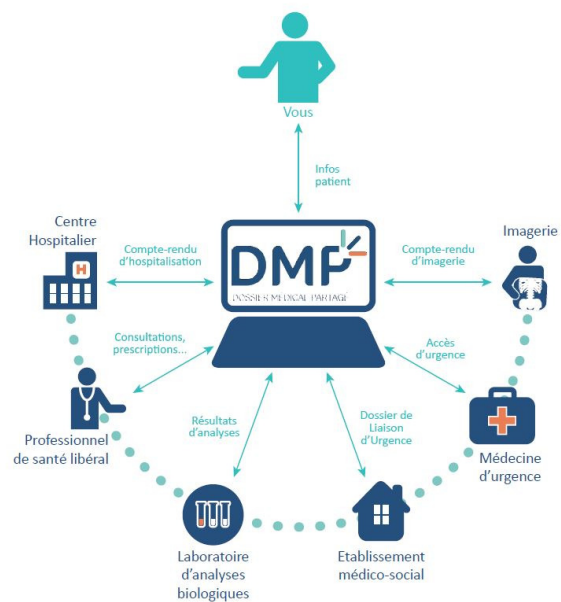 Vous
Infos
patient
Centre
Hospitalier
Compte-rendu
d'hospitalisation
DMP
DOSSIER MEDICAL PARTAGÉ
Compte-rendu
d'imagerie
Imagerie
Consultations,
prescriptions...
Accès
d'urgence
Professionnel
de santé libéral
Résultats
d'analyses
Dossier de
Liaison
d'Urgence
Médecine
d'urgence
Laboratoire
d'analyses
biologiques
Etablissement
médico-social
H